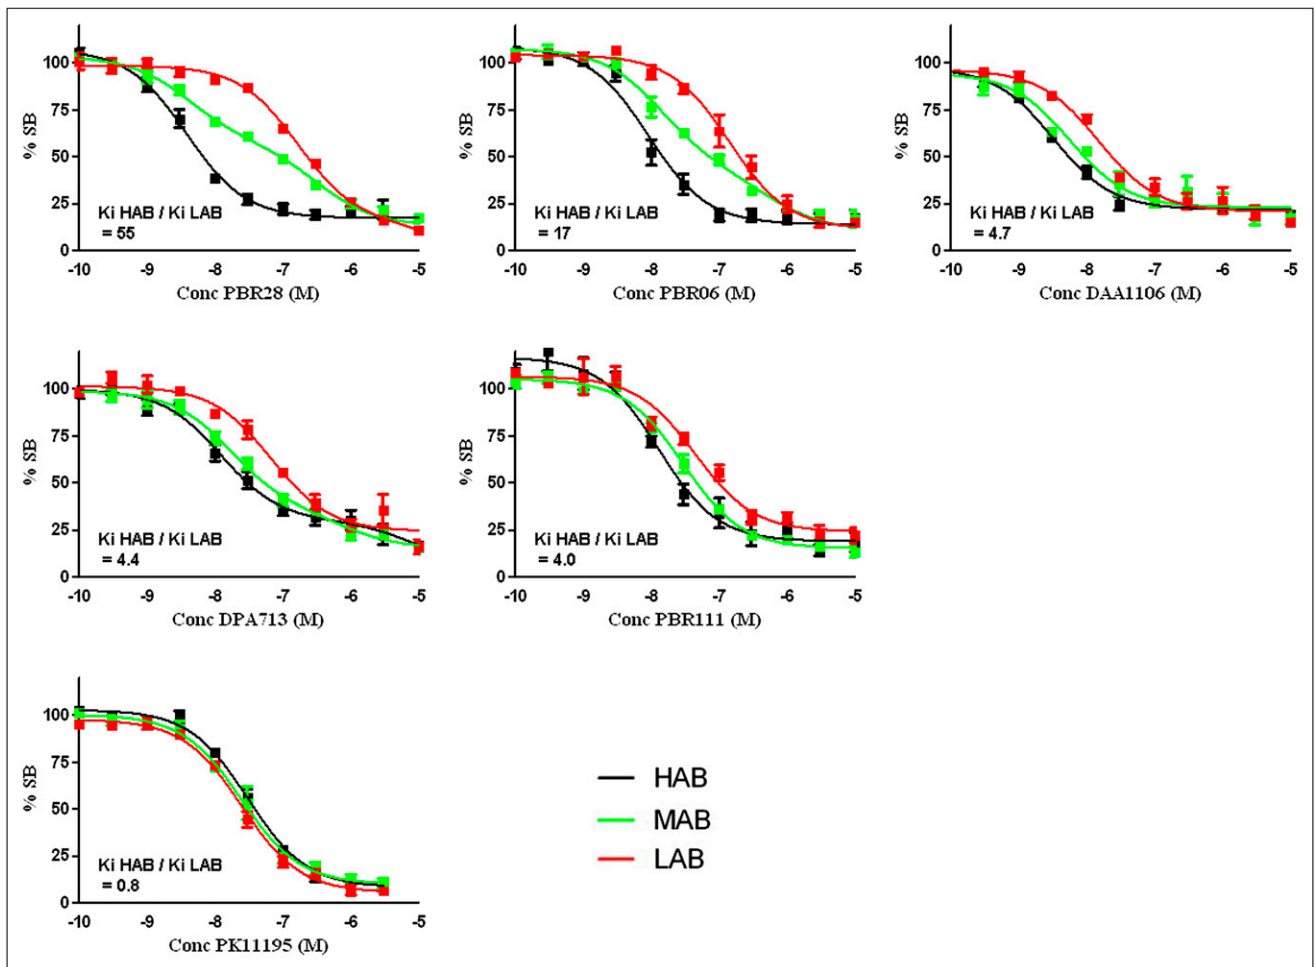 % SB
100
75
50
25
0
Ki HAB / Ki LAB
= 55
-10 -9 -8 -7 -6 -5
Conc PBR28 (M)
% SB
100
75
50
25
0
Ki HAB / Ki LAB
= 17
-10 -9 -8 -7 -6 -5
Conc PBR06 (M)
% SB
100
75
50
25
0
Ki HAB / Ki LAB
= 4.7
-10 -9 -8 -7 -6 -5
Conc DAA1106 (M)
% SB
100
75
50
25
0
Ki HAB / Ki LAB
= 4.4
-10 -9 -8 -7 -6 -5
Conc DPA713 (M)
% SB
100
75
50
25
0
Ki HAB / Ki LAB
= 4.0
-10 -9 -8 -7 -6 -5
Conc PBR111 (M)
% SB
100
75
50
25
0
Ki HAB / Ki LAB
= 0.8
-10 -9 -8 -7 -6 -5
Conc PK11195 (M)
HAB
MAB
LAB